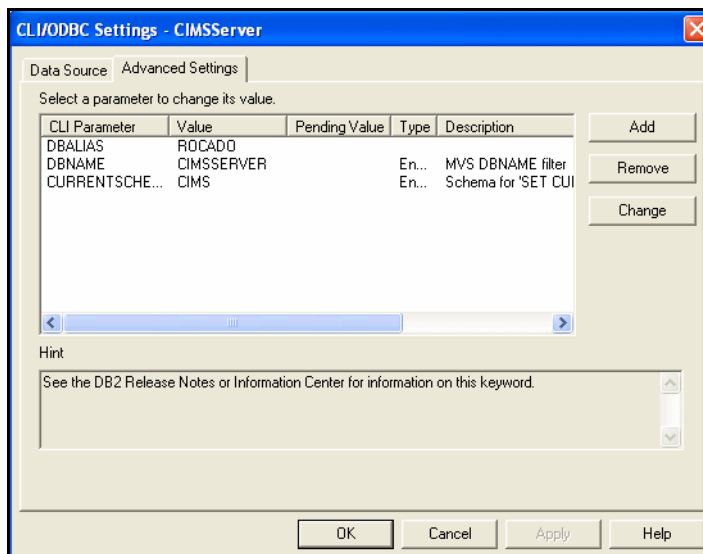 CLI/ODBC Settings - CIMSServer
Data Source Advanced Settings
Select a parameter to change its value.
CLI Parameter Value Pending Value Type Description
DBALIAS ROCADO
DBNAME CIMSSERVER En... MVS DBNAME filter
CURRENTSCHE... CIMS En... Schema for 'SET CUI
Add
Remove
Change
Hint
See the DB2 Release Notes or Information Center for information on this keyword.
OK Cancel Apply Help